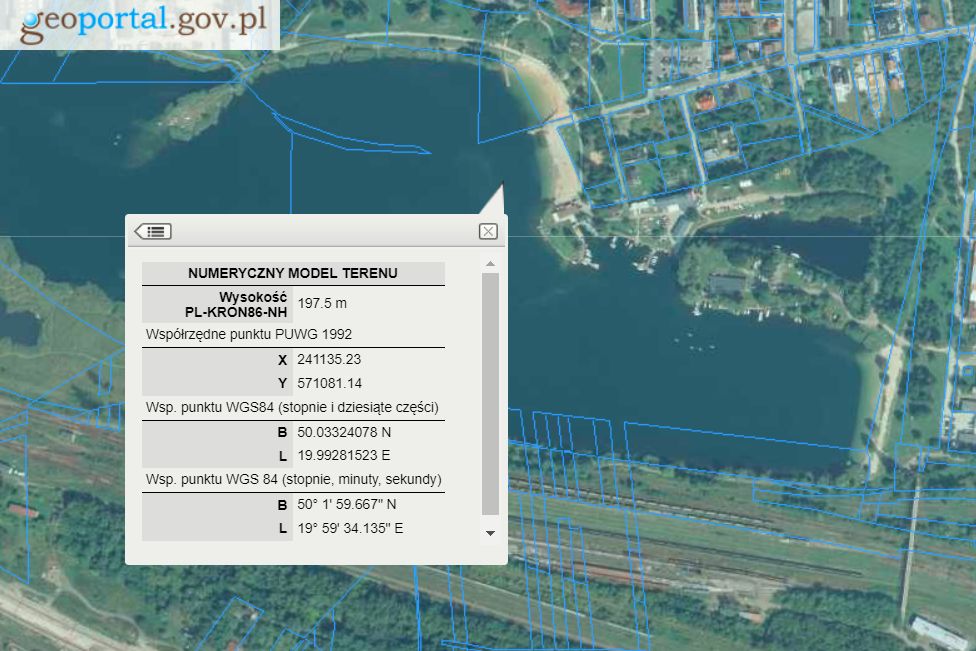 geoportal.gov.pl
NUMERYCZNY MODEL TERENU
Wysokość
PL-KRON86-NH
197.5 m
Współrzędne punktu PUWG 1992
X 241135.23
Y 571081.14
Wsp. punktu WGS84 (stopnie i dziesiąte części)
B 50.03324078 N
L 19.99281523 E
Wsp. punktu WGS 84 (stopnie, minuty, sekundy)
B 50° 1' 59.667" N
L 19° 59' 34.135" E